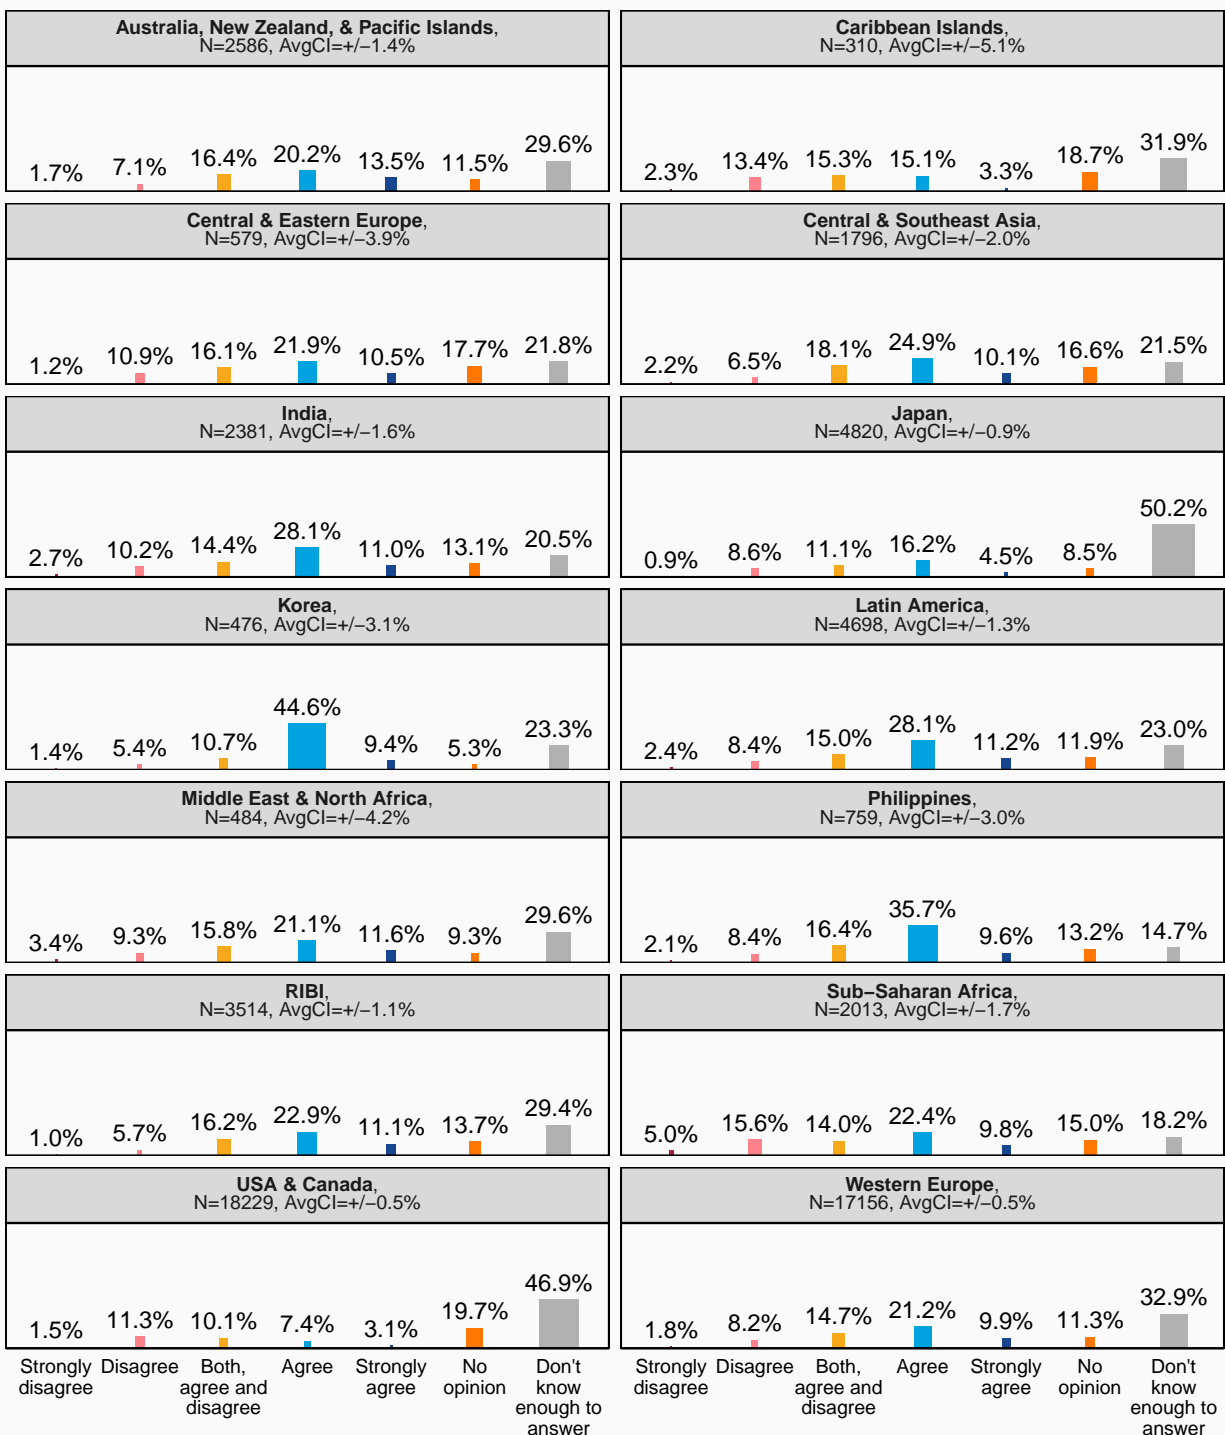 Australia, New Zealand, & Pacific Islands,
N=2586, AvgCI=+/−1.4%
1.7% 7.1% 16.4% 20.2% 13.5% 11.5% 29.6%
Caribbean Islands,
N=310, AvgCI=+/−5.1%
2.3% 13.4% 15.3% 15.1% 3.3% 18.7% 31.9%
Central & Eastern Europe,
N=579, AvgCI=+/−3.9%
1.2% 10.9% 16.1% 21.9% 10.5% 17.7% 21.8%
Central & Southeast Asia,
N=1796, AvgCI=+/−2.0%
2.2% 6.5% 18.1% 24.9% 10.1% 16.6% 21.5%
India,
N=2381, AvgCI=+/−1.6%
2.7% 10.2% 14.4% 28.1% 11.0% 13.1% 20.5%
Japan,
N=4820, AvgCI=+/−0.9%
0.9% 8.6% 11.1% 16.2% 4.5% 8.5% 50.2%
Korea,
N=476, AvgCI=+/−3.1%
1.4% 5.4% 10.7% 44.6% 9.4% 5.3% 23.3%
Latin America,
N=4698, AvgCI=+/−1.3%
2.4% 8.4% 15.0% 28.1% 11.2% 11.9% 23.0%
Middle East & North Africa,
N=484, AvgCI=+/−4.2%
3.4% 9.3% 15.8% 21.1% 11.6% 9.3% 29.6%
Philippines,
N=759, AvgCI=+/−3.0%
2.1% 8.4% 16.4% 35.7% 9.6% 13.2% 14.7%
RIBI,
N=3514, AvgCI=+/−1.1%
1.0% 5.7% 16.2% 22.9% 11.1% 13.7% 29.4%
Sub−Saharan Africa,
N=2013, AvgCI=+/−1.7%
5.0% 15.6% 14.0% 22.4% 9.8% 15.0% 18.2%
USA & Canada,
N=18229, AvgCI=+/−0.5%
1.5% 11.3% 10.1% 7.4% 3.1% 19.7% 46.9%
Western Europe,
N=17156, AvgCI=+/−0.5%
1.8% 8.2% 14.7% 21.2% 9.9% 11.3% 32.9%
Strongly Disagree Both, Agree Strongly No Don't
disagree agree and agree opinion know
disagree enough to
answer
Strongly Disagree Both, Agree Strongly No Don't
disagree agree and agree opinion know
disagree enough to
answer